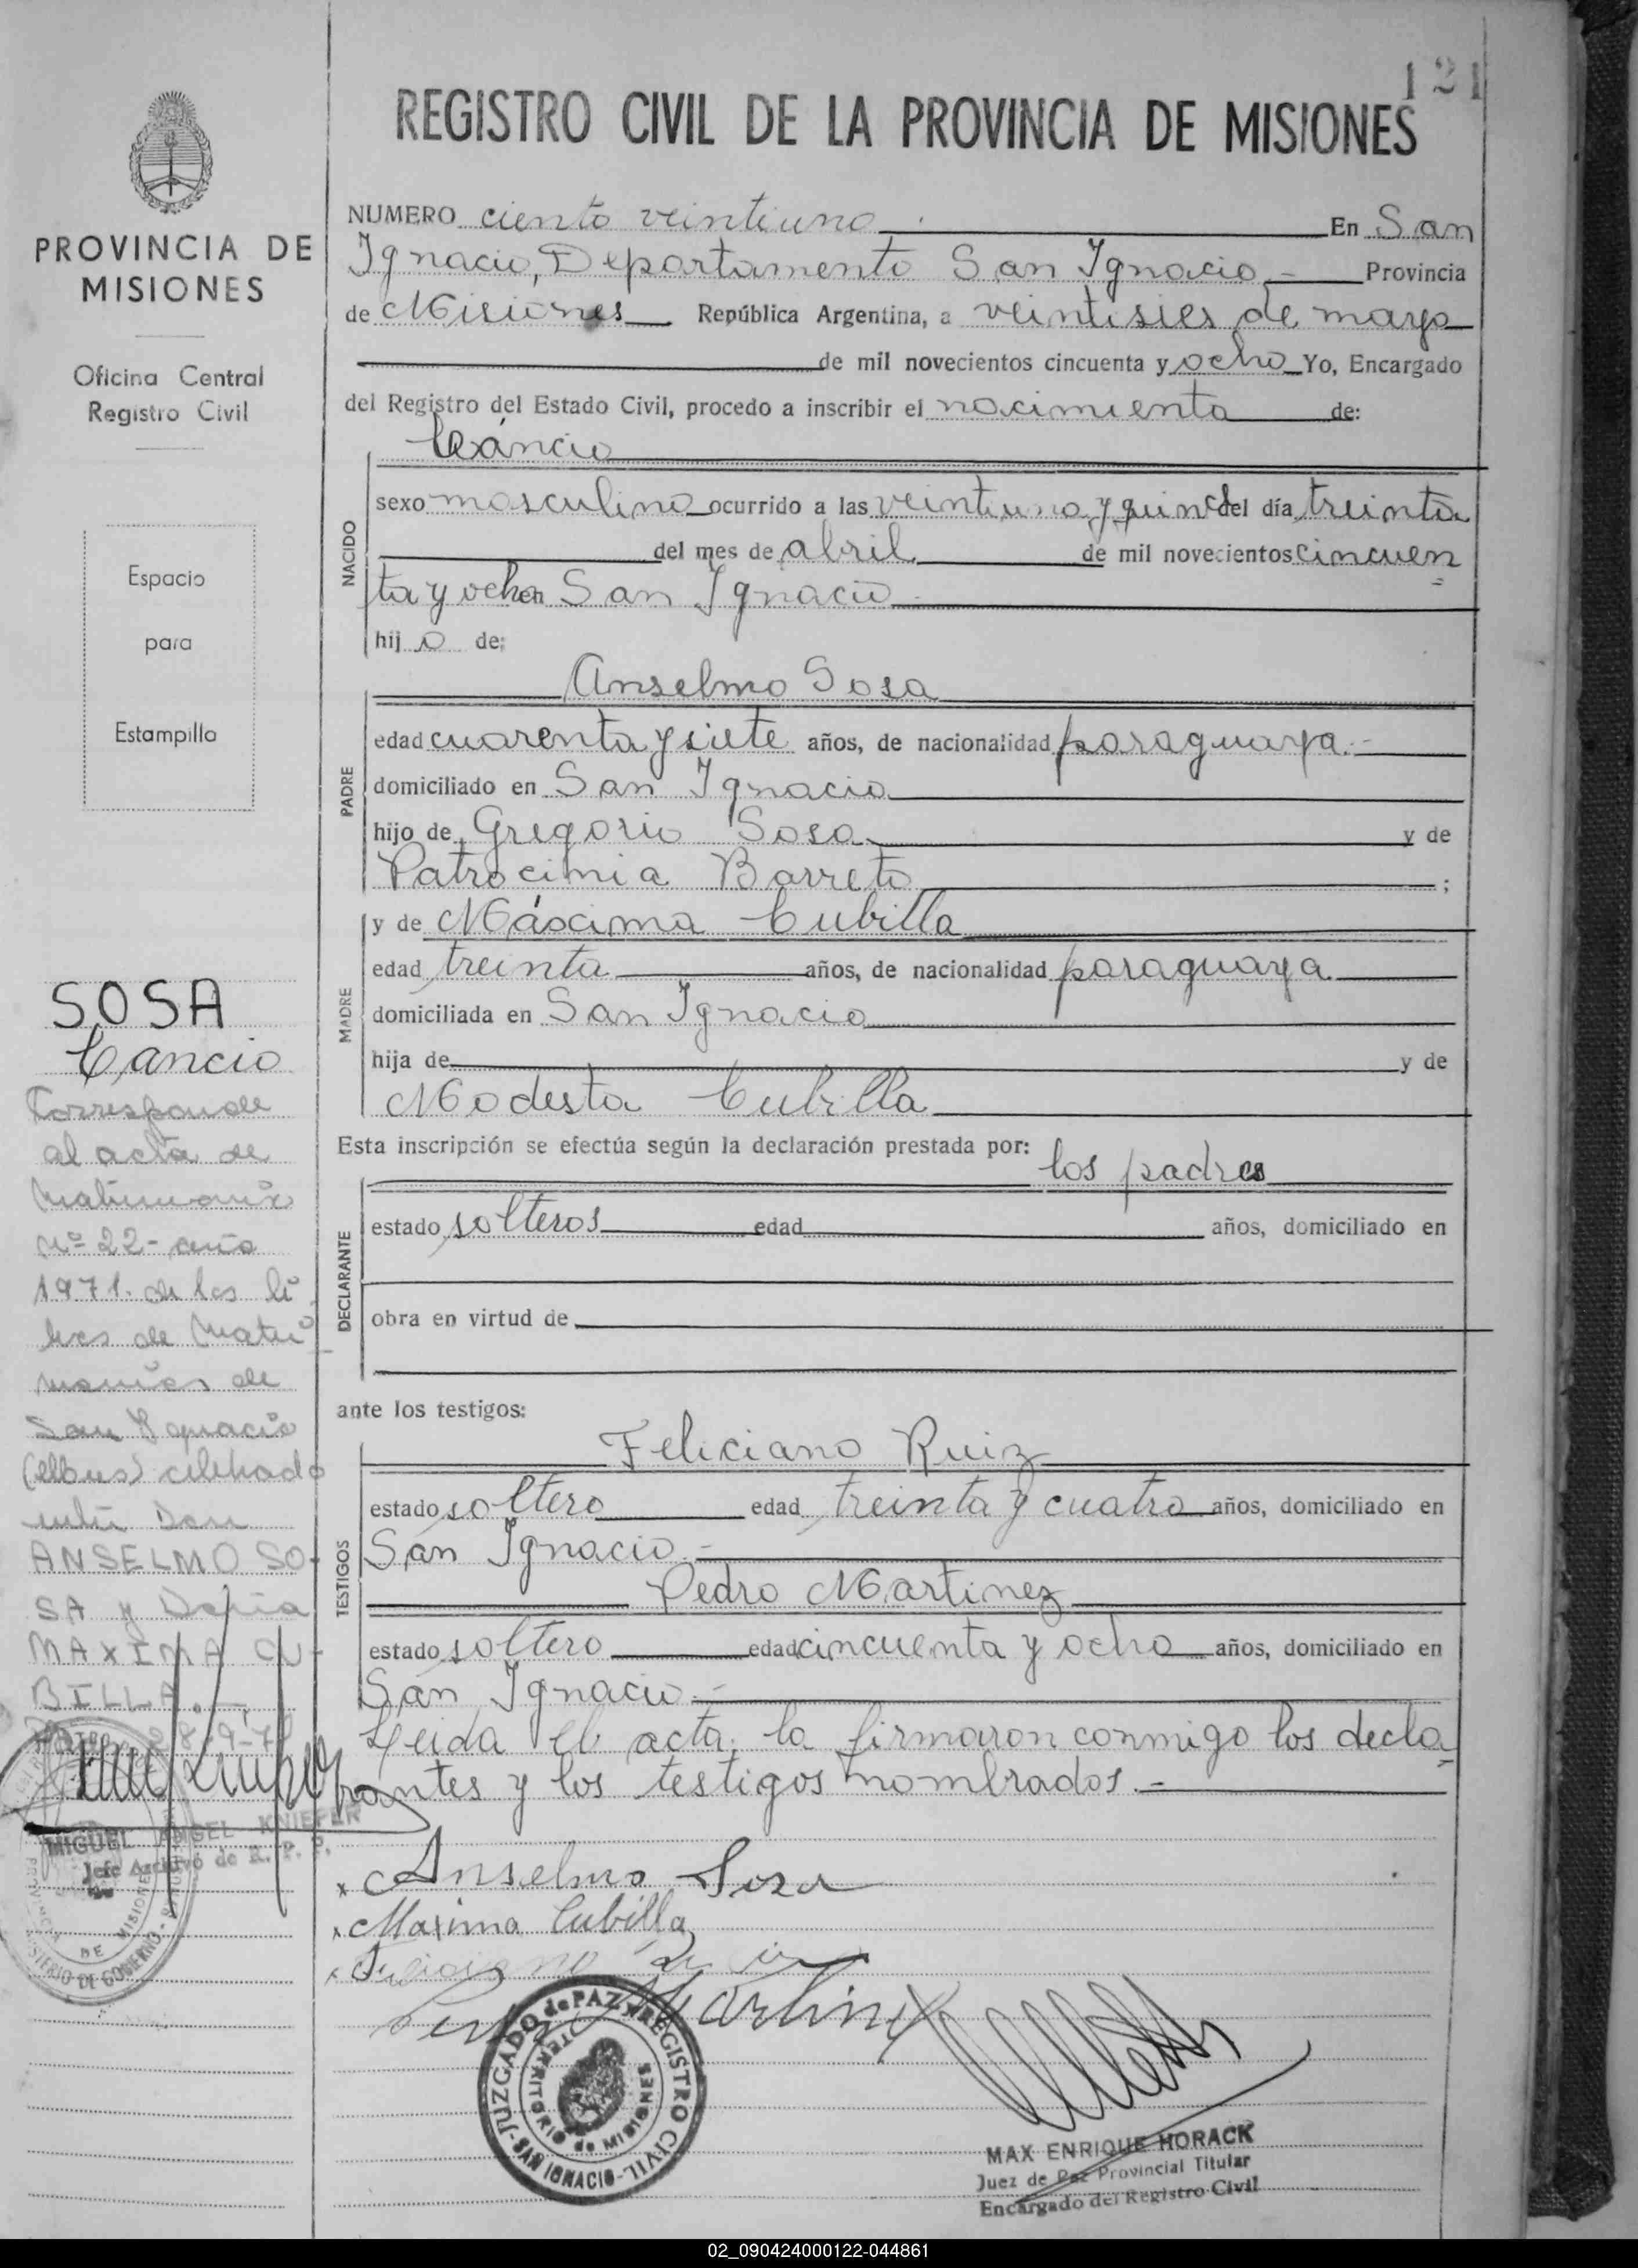 121
REGISTRO CIVIL DE LA PROVINCIA DE MISIONES
PROVINCIA DE
MISIONES
Oficina Central
Registro Civil
Espacio
para
Estampilla
SOSA
Cancio
Corresponde
al acta de
Matrimonio
Nº 22 - año
1971. de los li
bros de Matri
monios de
San Ignacio
celebrado
entre Don
ANSELMO SO-
SA y Doña
MAXIMA CU-
BILLA.-
MIGUEL ANGEL KNIEFER
Jefe Archivo de R. P. P.
NUMERO ciento veintiuno En San
Ignacio, Departamento San Ignacio.- Provincia
de Misiones República Argentina, a veintiseis de mayo
de mil novecientos cincuenta y ocho Yo, Encargado
del Registro del Estado Civil, procedo a inscribir el nacimiento de:
Cáncio
NACIDO
sexo masculino ocurrido a las veintiuna y quince del día treinta
del mes de abril de mil novecientos cincuen
ta y ocho en San Ignacio
hijo de:
Anselmo Sosa
PADRE
edad cuarenta y siete años, de nacionalidad paraguaya.-
domiciliado en San Ignacio
hijo de Gregorio Sosa y de
Patrocinia Barreto ;
y de Máxima Cubilla
MADRE
edad treinta años, de nacionalidad paraguaya
domiciliada en San Ignacio
hija de y de
Modesta Cubilla
Esta inscripción se efectúa según la declaración prestada por:
los padres
DECLARANTE
estado solteros edad años, domiciliado en
obra en virtud de
ante los testigos:
Feliciano Ruiz
TESTIGOS
estado soltero edad treinta y cuatro años, domiciliado en
San Ignacio.-
Pedro Martinez
estado soltero edad cincuenta y ocho años, domiciliado en
San Ignacio.-
Leida el acta, la firmaron conmigo los decla
rantes y los testigos nombrados.-
x Anselmo Sosa
x Maxima Cubilla
JUZGADO de PAZ y REGISTRO CIVIL - SAN IGNACIO -
TERRITORIO de MISIONES
MAX ENRIQUE HORACK
Juez de Paz Provincial Titular
Encargado del Registro Civil
02_090424000122-044861